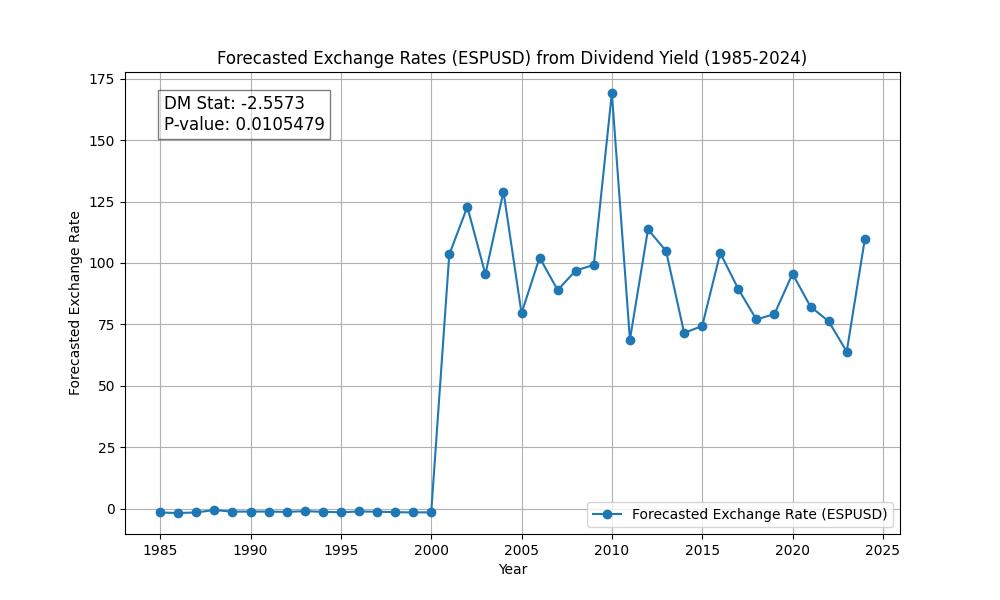 Forecasted Exchange Rates (ESPUSD) from Dividend Yield (1985-2024)
DM Stat: -2.5573
P-value: 0.0105479
175
150
125
100
75
50
25
0
Forecasted Exchange Rate
Forecasted Exchange Rate (ESPUSD)
1985 1990 1995 2000 2005 2010 2015 2020 2025
Year